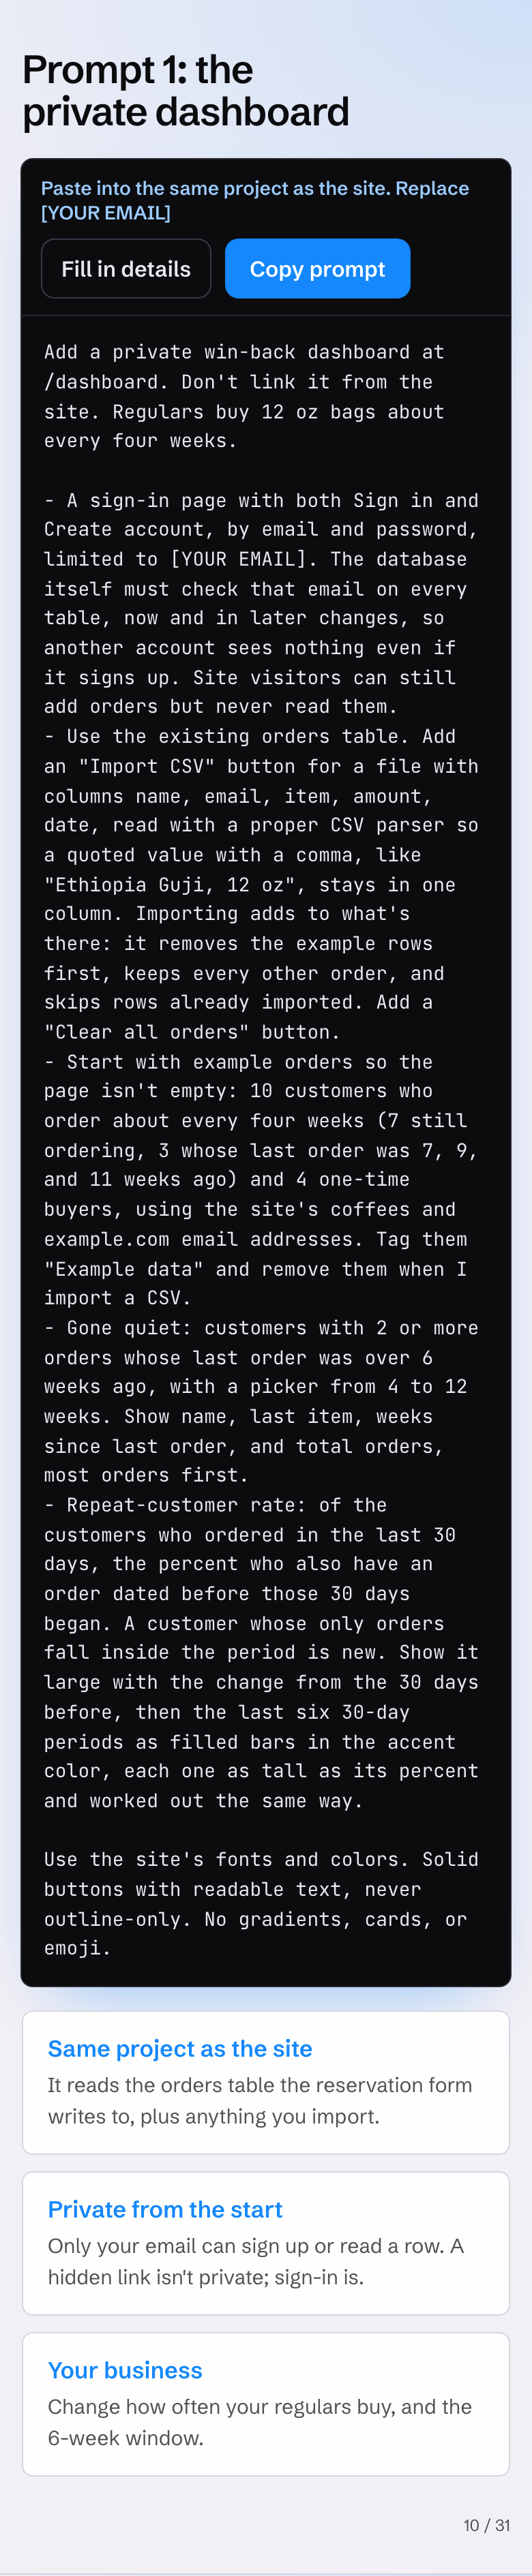 Prompt 1: the
private dashboard
Paste into the same project as the site. Replace
[YOUR EMAIL]
Fill in details
Copy prompt
Add a private win-back dashboard at
/dashboard. Don't link it from the
site. Regulars buy 12 oz bags about
every four weeks.
- A sign-in page with both Sign in and
Create account, by email and password,
limited to [YOUR EMAIL]. The database
itself must check that email on every
table, now and in later changes, so
another account sees nothing even if
it signs up. Site visitors can still
add orders but never read them.
- Use the existing orders table. Add
an "Import CSV" button for a file with
columns name, email, item, amount,
date, read with a proper CSV parser so
a quoted value with a comma, like
"Ethiopia Guji, 12 oz", stays in one
column. Importing adds to what's
there: it removes the example rows
first, keeps every other order, and
skips rows already imported. Add a
"Clear all orders" button.
- Start with example orders so the
page isn't empty: 10 customers who
order about every four weeks (7 still
ordering, 3 whose last order was 7, 9,
and 11 weeks ago) and 4 one-time
buyers, using the site's coffees and
example.com email addresses. Tag them
"Example data" and remove them when I
import a CSV.
- Gone quiet: customers with 2 or more
orders whose last order was over 6
weeks ago, with a picker from 4 to 12
weeks. Show name, last item, weeks
since last order, and total orders,
most orders first.
- Repeat-customer rate: of the
customers who ordered in the last 30
days, the percent who also have an
order dated before those 30 days
began. A customer whose only orders
fall inside the period is new. Show it
large with the change from the 30 days
before, then the last six 30-day
periods as filled bars in the accent
color, each one as tall as its percent
and worked out the same way.
Use the site's fonts and colors. Solid
buttons with readable text, never
outline-only. No gradients, cards, or
emoji.
Same project as the site
It reads the orders table the reservation form
writes to, plus anything you import.
Private from the start
Only your email can sign up or read a row. A
hidden link isn't private; sign-in is.
Your business
Change how often your regulars buy, and the
6-week window.
10 / 31